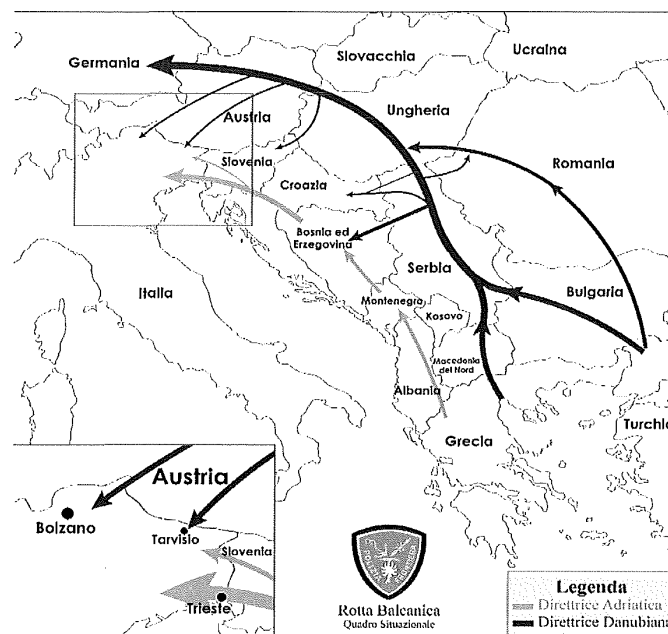 Slovacchia
Ucraina
Germania
Ungheria
Austria
Romania
Slovenia
Croazia
Bosnia ed
Erzegovina
Serbia
Italia
Bulgaria
Montenegro
Kosovo
Macedonia
del Nord
Albania
Turchia
Grecia
Austria
Bolzano
Tarvisio
Slovenia
Trieste
Rotta Balcanica
Quadro Situazionale
Legenda
Direttrice Adriatica
Direttrice Danubiana